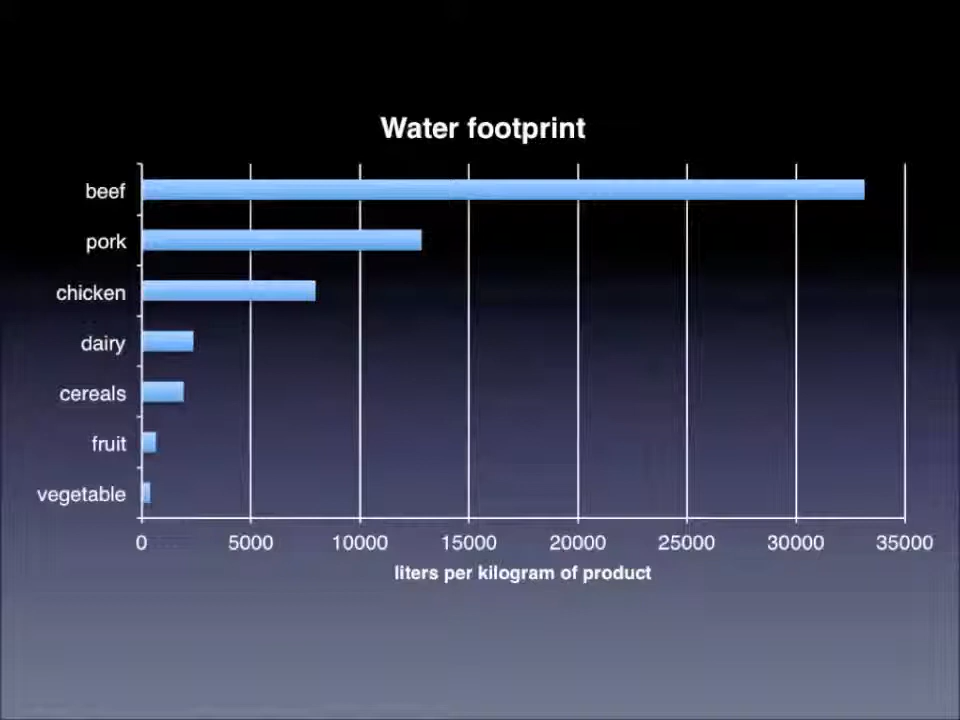 Water footprint
beef
pork
chicken
dairy
cereals
fruit
vegetable
0 5000 10000 15000 20000 25000 30000 35000
liters per kilogram of product